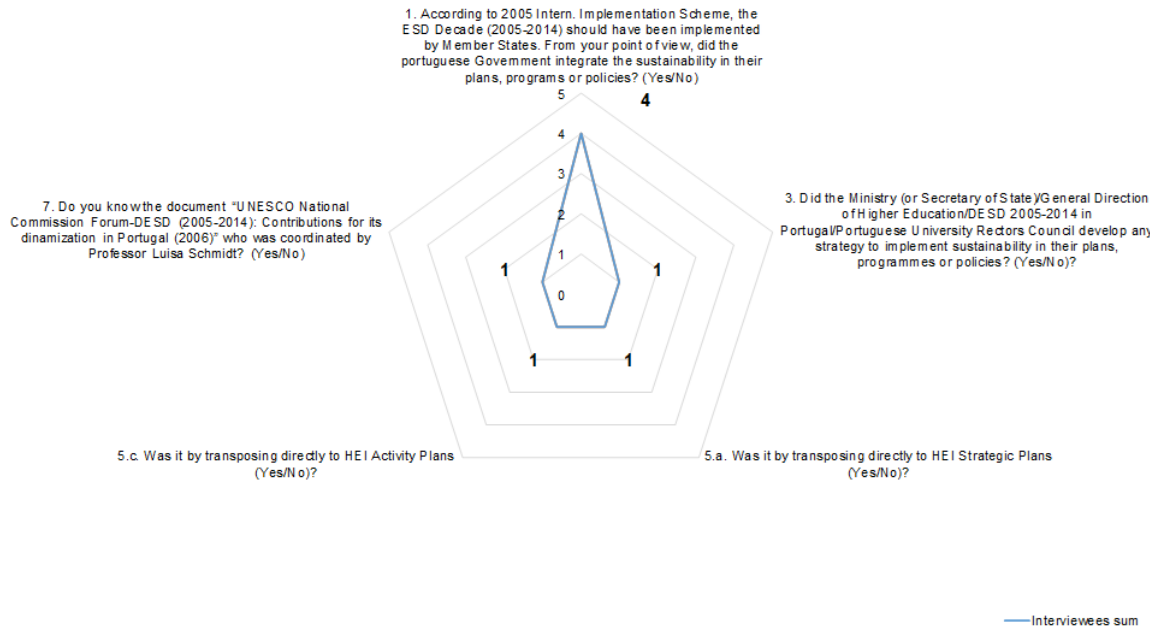 1. According to 2005 Intern. Implementation Scheme, the
ESD Decade (2005-2014) should have been implemented
by Member States. From your point of view, did the
portuguese Government integrate the sustainability in their
plans, programs or policies? (Yes/No)
5
4
4
3
2
1
0
1
1
1
1
3. Did the Ministry (or Secretary of State)/General Direction
of Higher Education/DESD 2005-2014 in
Portugal/Portuguese University Rectors Council develop any
strategy to implement sustainability in their plans,
programmes or policies? (Yes/No)?
7. Do you know the document "UNESCO National
Commission Forum-DESD (2005-2014): Contributions for its
dinamization in Portugal (2006)" who was coordinated by
Professor Luisa Schmidt? (Yes/No)
5.c. Was it by transposing directly to HEI Activity Plans
(Yes/No)?
5.a. Was it by transposing directly to HEI Strategic Plans
(Yes/No)?
Interviewees sum